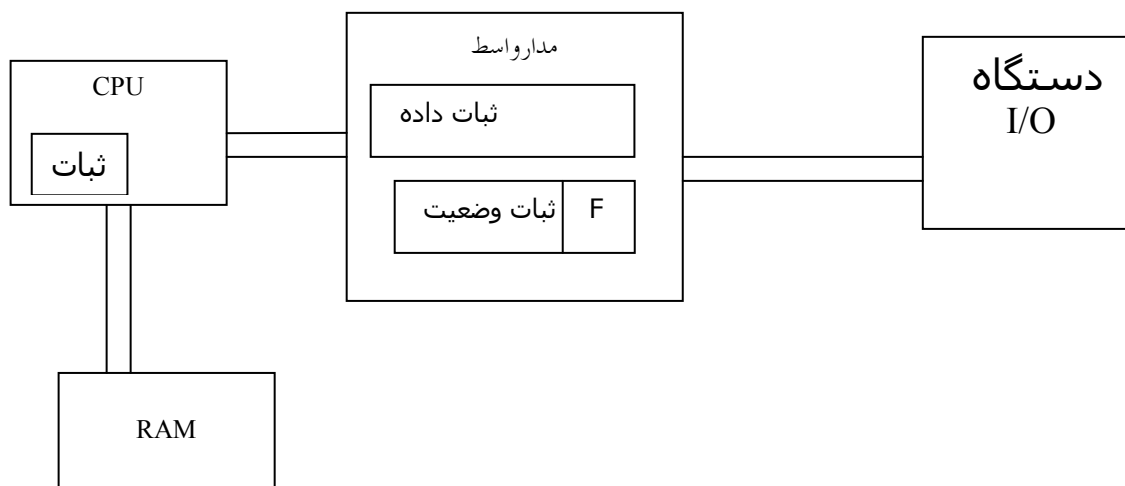 مدارواسط
CPU
ثبات
ثبات داده
ثبات وضعیت
F
دستگاه
I/O
RAM